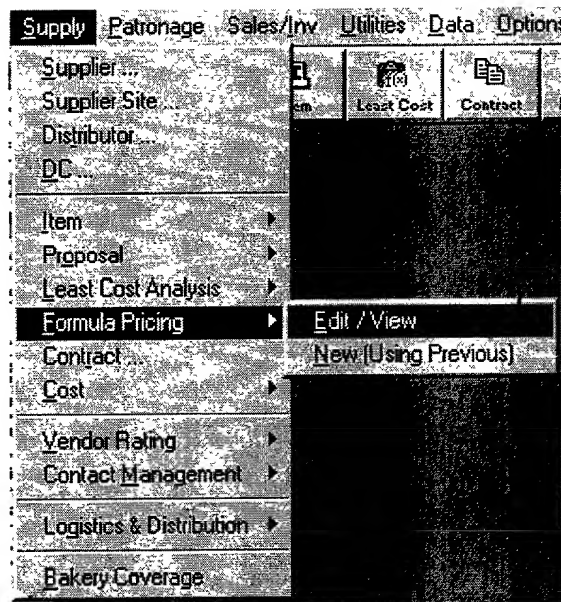 Supply Patronage Sales/Inv Utilities Data Options
Supplier ...
Supplier Site ...
Distributor ...
DC ...
Least Cost Contract
Item
Proposal
Least Cost Analysis
Formula Pricing
Edit / View
New (Using Previous)
Contract ...
Cost
Vendor Rating
Contact Management
Logistics & Distribution
Bakery Coverage